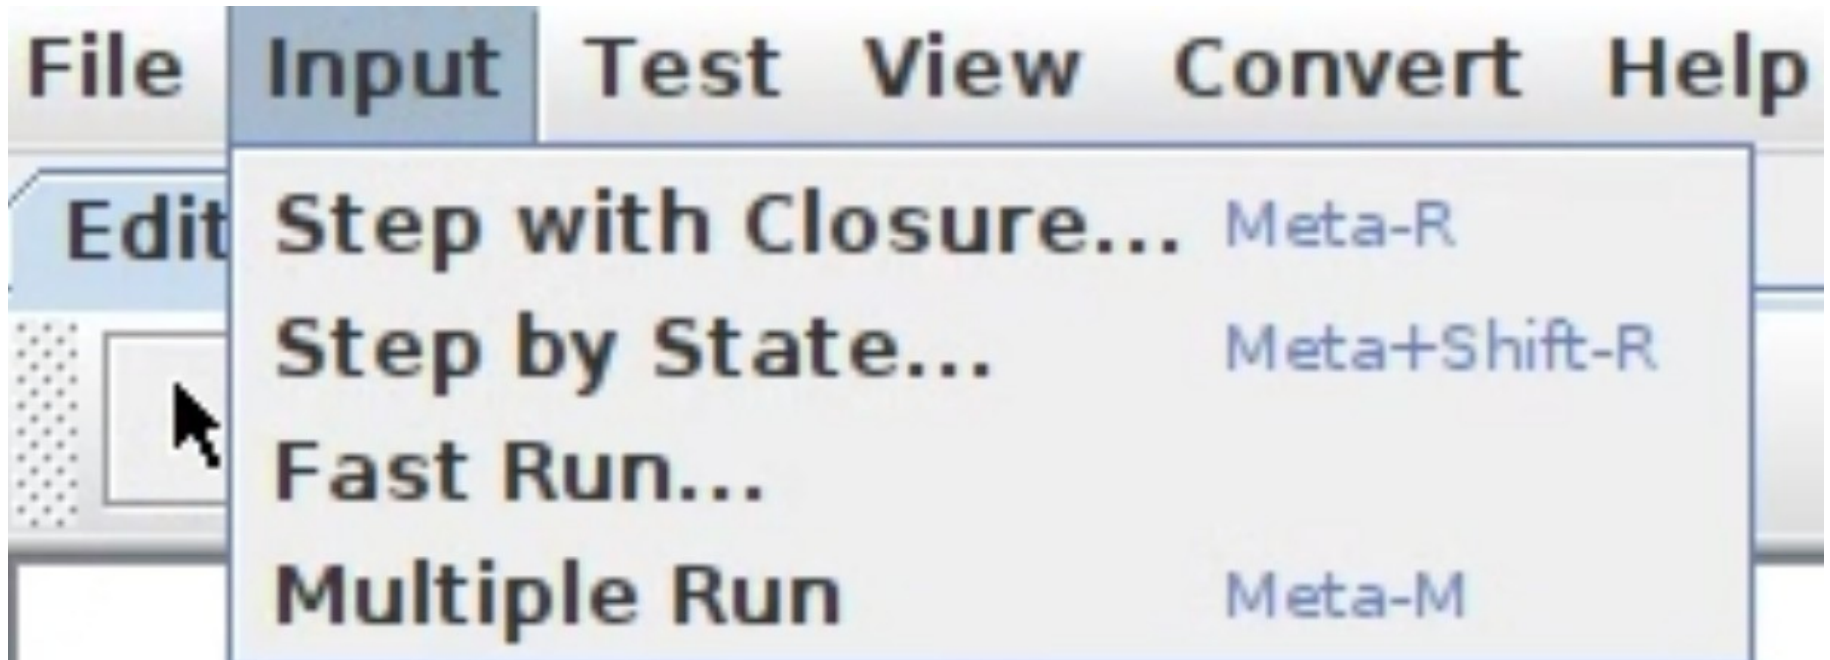 File Input Test View Convert Help
Edit
Step with Closure... Meta-R
Step by State... Meta+Shift-R
Fast Run...
Multiple Run Meta-M